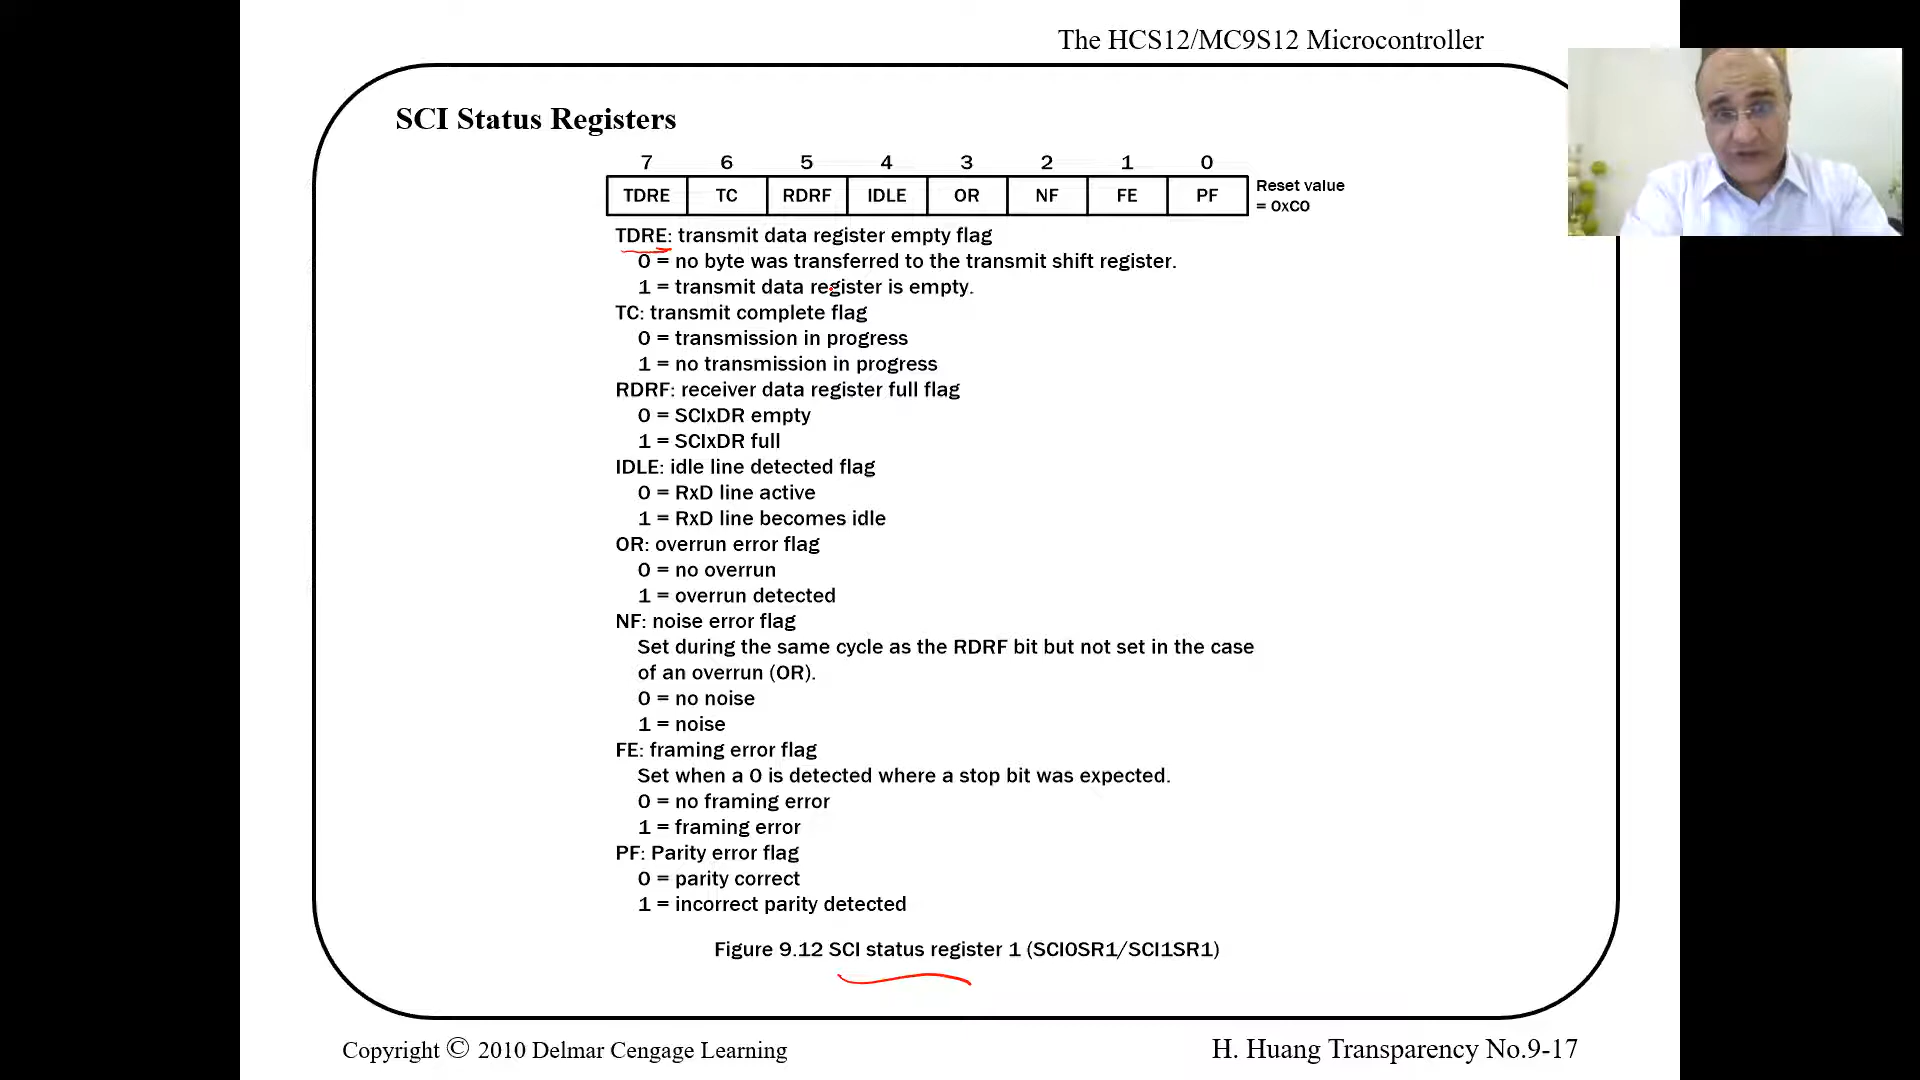 The HCS12/MC9S12 Microcontroller
SCI Status Registers
7 6 5 4 3 2 1 0
TDRE TC RDRF IDLE OR NF FE PF
Reset value
= 0xC0
TDRE: transmit data register empty flag
0 = no byte was transferred to the transmit shift register.
1 = transmit data register is empty.
TC: transmit complete flag
0 = transmission in progress
1 = no transmission in progress
RDRF: receiver data register full flag
0 = SCIxDR empty
1 = SCIxDR full
IDLE: idle line detected flag
0 = RxD line active
1 = RxD line becomes idle
OR: overrun error flag
0 = no overrun
1 = overrun detected
NF: noise error flag
Set during the same cycle as the RDRF bit but not set in the case
of an overrun (OR).
0 = no noise
1 = noise
FE: framing error flag
Set when a 0 is detected where a stop bit was expected.
0 = no framing error
1 = framing error
PF: Parity error flag
0 = parity correct
1 = incorrect parity detected
Figure 9.12 SCI status register 1 (SCI0SR1/SCI1SR1)
Copyright © 2010 Delmar Cengage Learning
H. Huang Transparency No.9-17